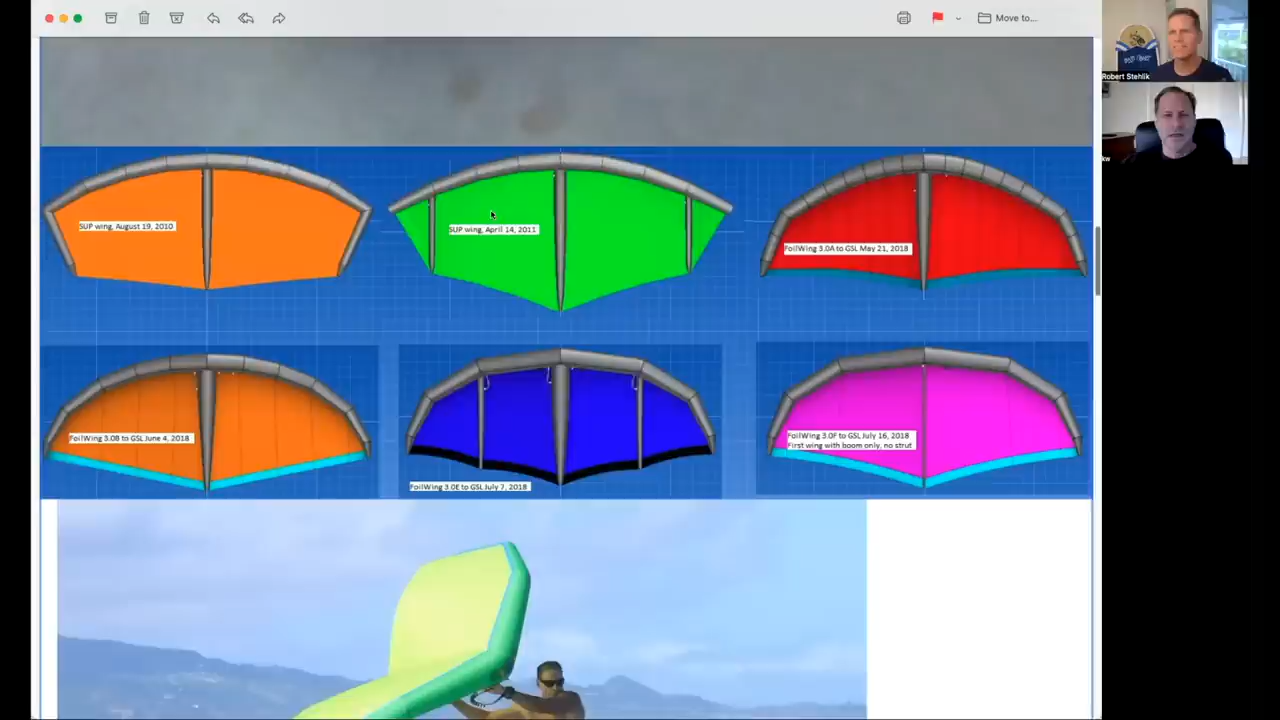 Move to...
Robert Stehlik
kw
SUP wing, August 19, 2010
SUP wing, April 14, 2011
FoilWing 3.0A to GSL May 21, 2018
FoilWing 3.0B to GSL June 4, 2018
FoilWing 3.0E to GSL July 7, 2018
FoilWing 3.0F to GSL July 16, 2018
First wing with boom only, no strut